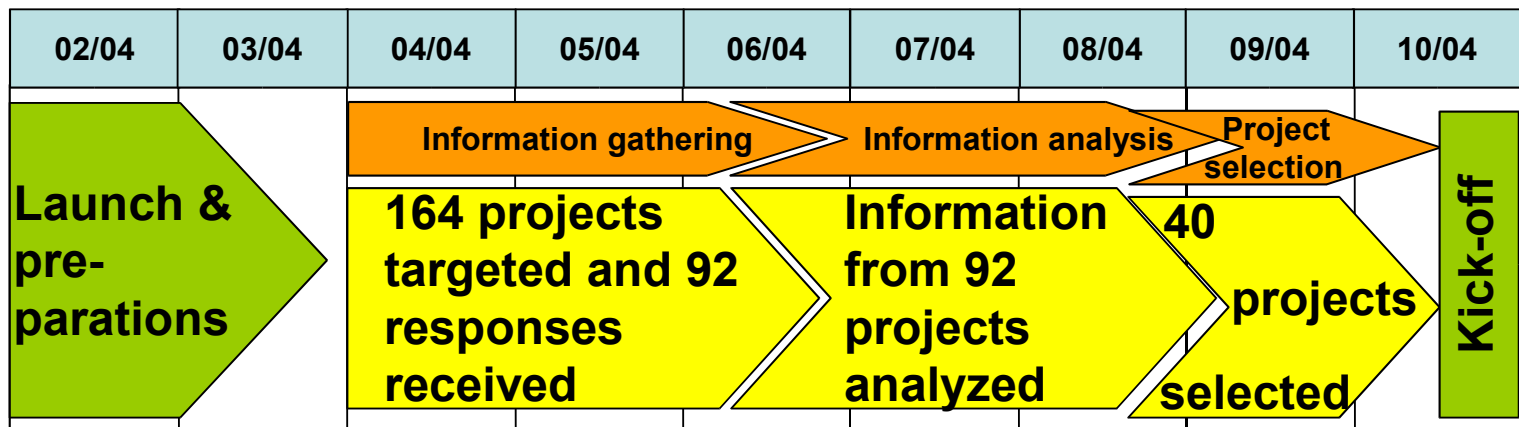 02/04 03/04 04/04 05/04 06/04 07/04 08/04 09/04 10/04
Information gathering
Information analysis
Project
selection
Launch &
pre-
parations
164 projects
targeted and 92
responses
received
Information
from 92
projects
analyzed
40
projects
selected
Kick-off